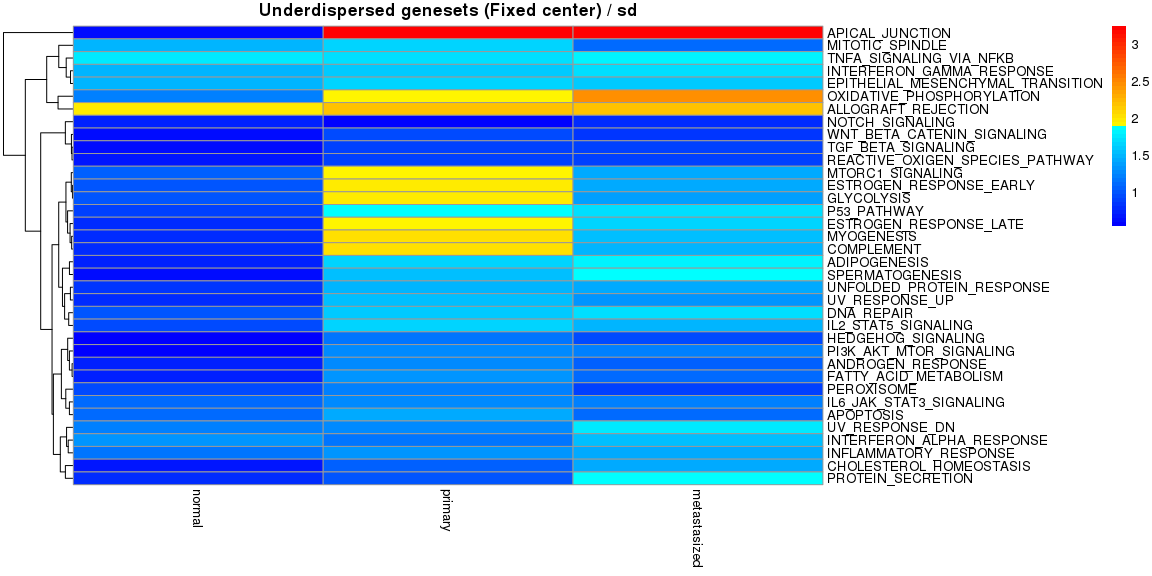 Underdispersed genesets (Fixed center) / sd
APICAL_JUNCTION
MITOTIC_SPINDLE
TNFA_SIGNALING_VIA_NFKB
INTERFERON_GAMMA_RESPONSE
EPITHELIAL_MESENCHYMAL_TRANSITION
OXIDATIVE_PHOSPHORYLATION
ALLOGRAFT_REJECTION
NOTCH_SIGNALING
WNT_BETA_CATENIN_SIGNALING
TGF_BETA_SIGNALING
REACTIVE_OXIGEN_SPECIES_PATHWAY
MTORC1_SIGNALING
ESTROGEN_RESPONSE_EARLY
GLYCOLYSIS
P53_PATHWAY
ESTROGEN_RESPONSE_LATE
MYOGENESIS
COMPLEMENT
ADIPOGENESIS
SPERMATOGENESIS
UNFOLDED_PROTEIN_RESPONSE
UV_RESPONSE_UP
DNA_REPAIR
IL2_STAT5_SIGNALING
HEDGEHOG_SIGNALING
PI3K_AKT_MTOR_SIGNALING
ANDROGEN_RESPONSE
FATTY_ACID_METABOLISM
PEROXISOME
IL6_JAK_STAT3_SIGNALING
APOPTOSIS
UV_RESPONSE_DN
INTERFERON_ALPHA_RESPONSE
INFLAMMATORY_RESPONSE
CHOLESTEROL_HOMEOSTASIS
PROTEIN_SECRETION
3
2.5
2
1.5
1
normal
primary
metastasized